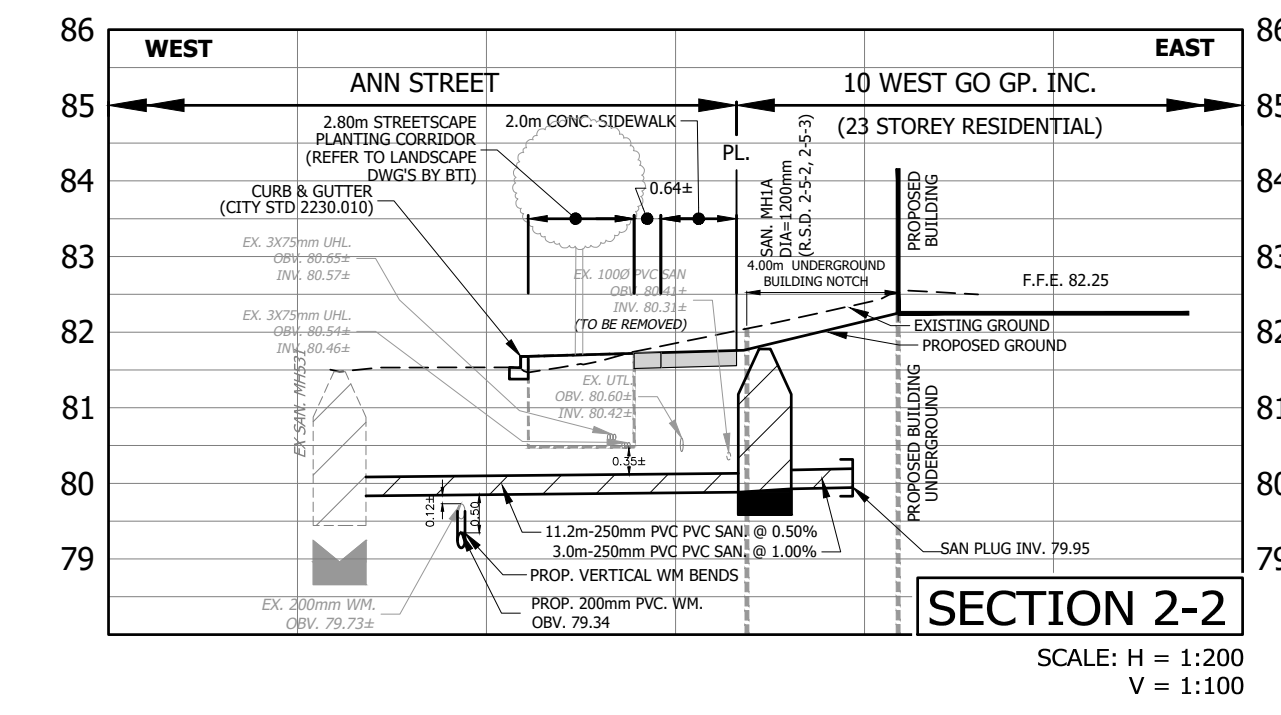 86
86
WEST
EAST
ANN STREET
10 WEST GO GP. INC.
85
85
2.80m STREETSCAPE
PLANTING CORRIDOR
(REFER TO LANDSCAPE
DWG'S BY BTI)
2.0m CONC. SIDEWALK
(23 STOREY RESIDENTIAL)
PL.
SAN. MH1A
DIA=1200mm
(R.S.D. 2-5-2, 2-5-3)
84
84
CURB & GUTTER
(CITY STD 2230.010)
0.64±
PROPOSED
BUILDING
EX. 3X75mm UHL.
OBV. 80.65±
INV. 80.57±
83
83
EX. 100Ø PVC SAN
OBV. 80.41±
INV. 80.31±
(TO BE REMOVED)
4.00m UNDERGROUND
BUILDING NOTCH
F.F.E. 82.25
EX. 3X75mm UHL.
OBV. 80.54±
INV. 80.46±
82
82
EXISTING GROUND
PROPOSED GROUND
EX SAN. MH531
EX. UTL.
OBV. 80.60±
INV. 80.42±
81
81
PROPOSED BUILDING
UNDERGROUND
0.35±
80
80
0.12±
0.50
11.2m-250mm PVC PVC SAN. @ 0.50%
3.0m-250mm PVC PVC SAN. @ 1.00%
SAN PLUG INV. 79.95
79
79
PROP. VERTICAL WM BENDS
EX. 200mm WM.
OBV. 79.73±
PROP. 200mm PVC. WM.
OBV. 79.34
SECTION 2-2
SCALE: H = 1:200
V = 1:100